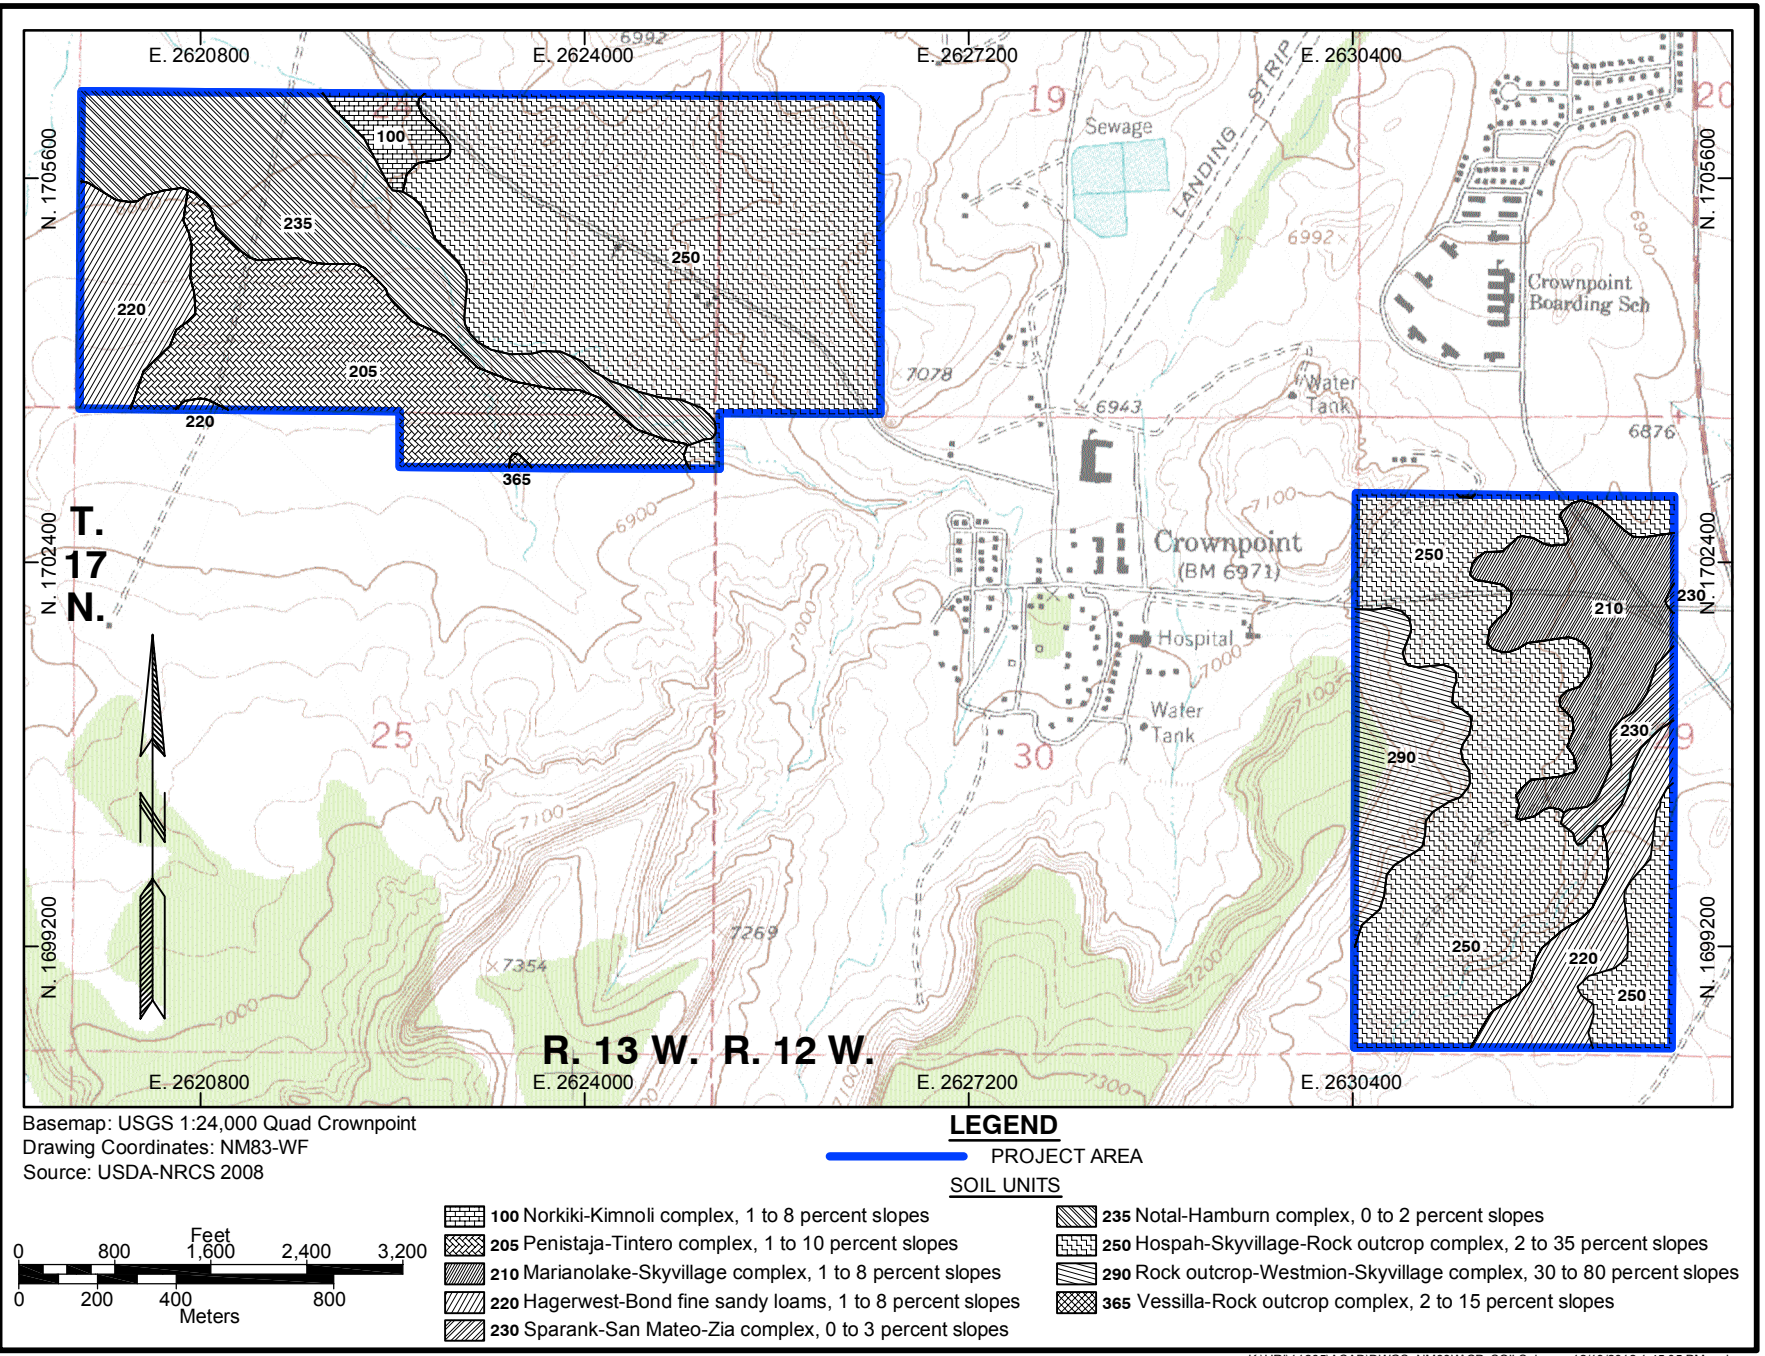 E. 2620800
E. 2624000
E. 2627200
E. 2630400
6992
19
20
24
Sewage
LANDING STRIP
N. 1705600
N. 1705600
100
235
250
220
205
220
365
6992
6900
Crownpoint
Boarding Sch
7078
6943
Water
Tank
6876
T.
17
N.
N. 1702400
N. 1702400
6900
7100
Crownpoint
(BM 6971)
Hospital
7000
7000
7100
Water
Tank
25
30
29
250
210
230
230
290
250
220
250
7100
7269
7354
7000
7200
7100
7300
N. 1699200
N. 1699200
R. 13 W. R. 12 W.
E. 2620800
E. 2624000
E. 2627200
E. 2630400
Basemap: USGS 1:24,000 Quad Crownpoint
Drawing Coordinates: NM83-WF
Source: USDA-NRCS 2008
LEGEND
PROJECT AREA
SOIL UNITS
Feet
0 800 1,600 2,400 3,200
0 200 400 800
Meters
100 Norkiki-Kimnoli complex, 1 to 8 percent slopes
205 Penistaja-Tintero complex, 1 to 10 percent slopes
210 Marianolake-Skyvillage complex, 1 to 8 percent slopes
220 Hagerwest-Bond fine sandy loams, 1 to 8 percent slopes
230 Sparank-San Mateo-Zia complex, 0 to 3 percent slopes
235 Notal-Hamburn complex, 0 to 2 percent slopes
250 Hospah-Skyvillage-Rock outcrop complex, 2 to 35 percent slopes
290 Rock outcrop-Westmion-Skyvillage complex, 30 to 80 percent slopes
365 Vessilla-Rock outcrop complex, 2 to 15 percent slopes